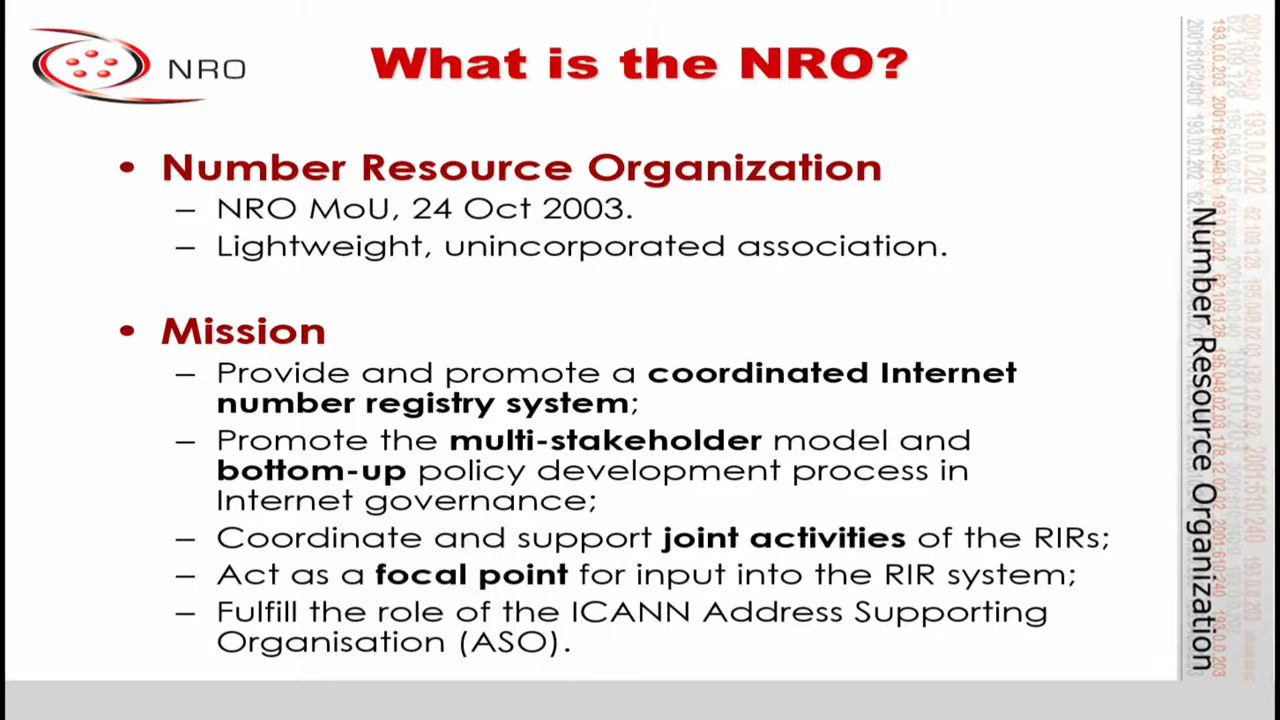 NRO
What is the NRO?
• Number Resource Organization
– NRO MoU, 24 Oct 2003.
– Lightweight, unincorporated association.
• Mission
– Provide and promote a coordinated Internet
number registry system;
– Promote the multi-stakeholder model and
bottom-up policy development process in
Internet governance;
– Coordinate and support joint activities of the RIRs;
– Act as a focal point for input into the RIR system;
– Fulfill the role of the ICANN Address Supporting
Organisation (ASO).
Number Resource Organization